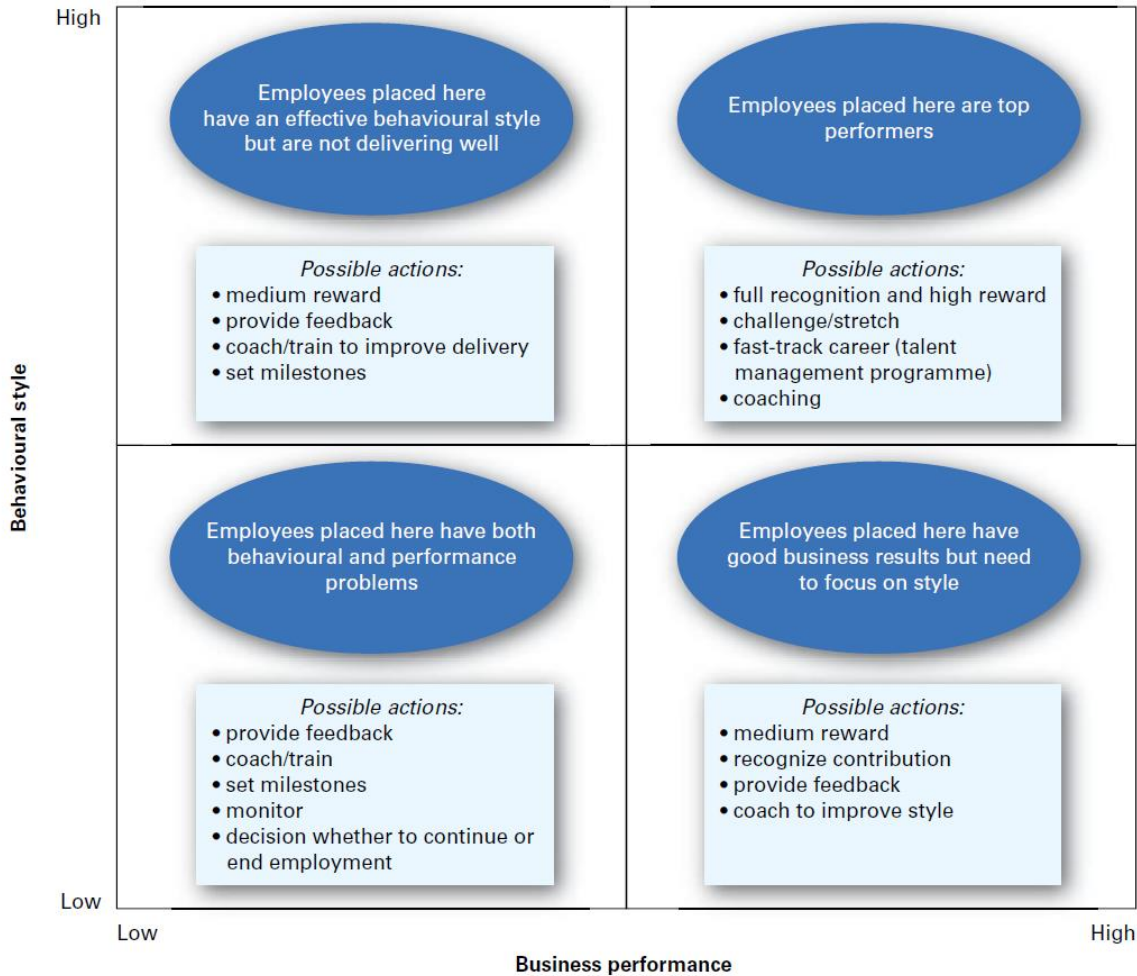 High
Employees placed here
have an effective behavioural style
but are not delivering well
Possible actions:
• medium reward
• provide feedback
• coach/train to improve delivery
• set milestones
Employees placed here are top
performers
Possible actions:
• full recognition and high reward
• challenge/stretch
• fast-track career (talent
management programme)
• coaching
Behavioural style
Employees placed here have both
behavioural and performance
problems
Possible actions:
• provide feedback
• coach/train
• set milestones
• monitor
• decision whether to continue or
end employment
Employees placed here have
good business results but need
to focus on style
Possible actions:
• medium reward
• recognize contribution
• provide feedback
• coach to improve style
Low
Low
High
Business performance